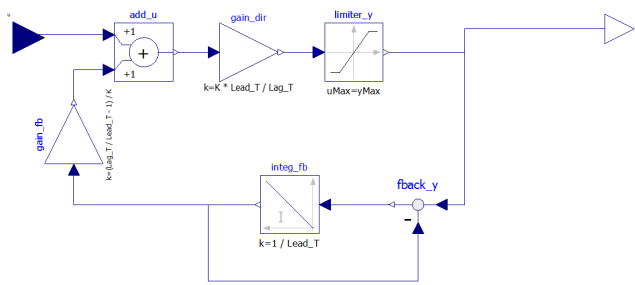 u
add_u
+1
+
+1
gain_dir
k=K * Lead_T / Lag_T
limiter_y
uMax=yMax
gain_fb
k=(Lag_T / Lead_T - 1) / K
integ_fb
I
k=1 / Lead_T
fback_y
-